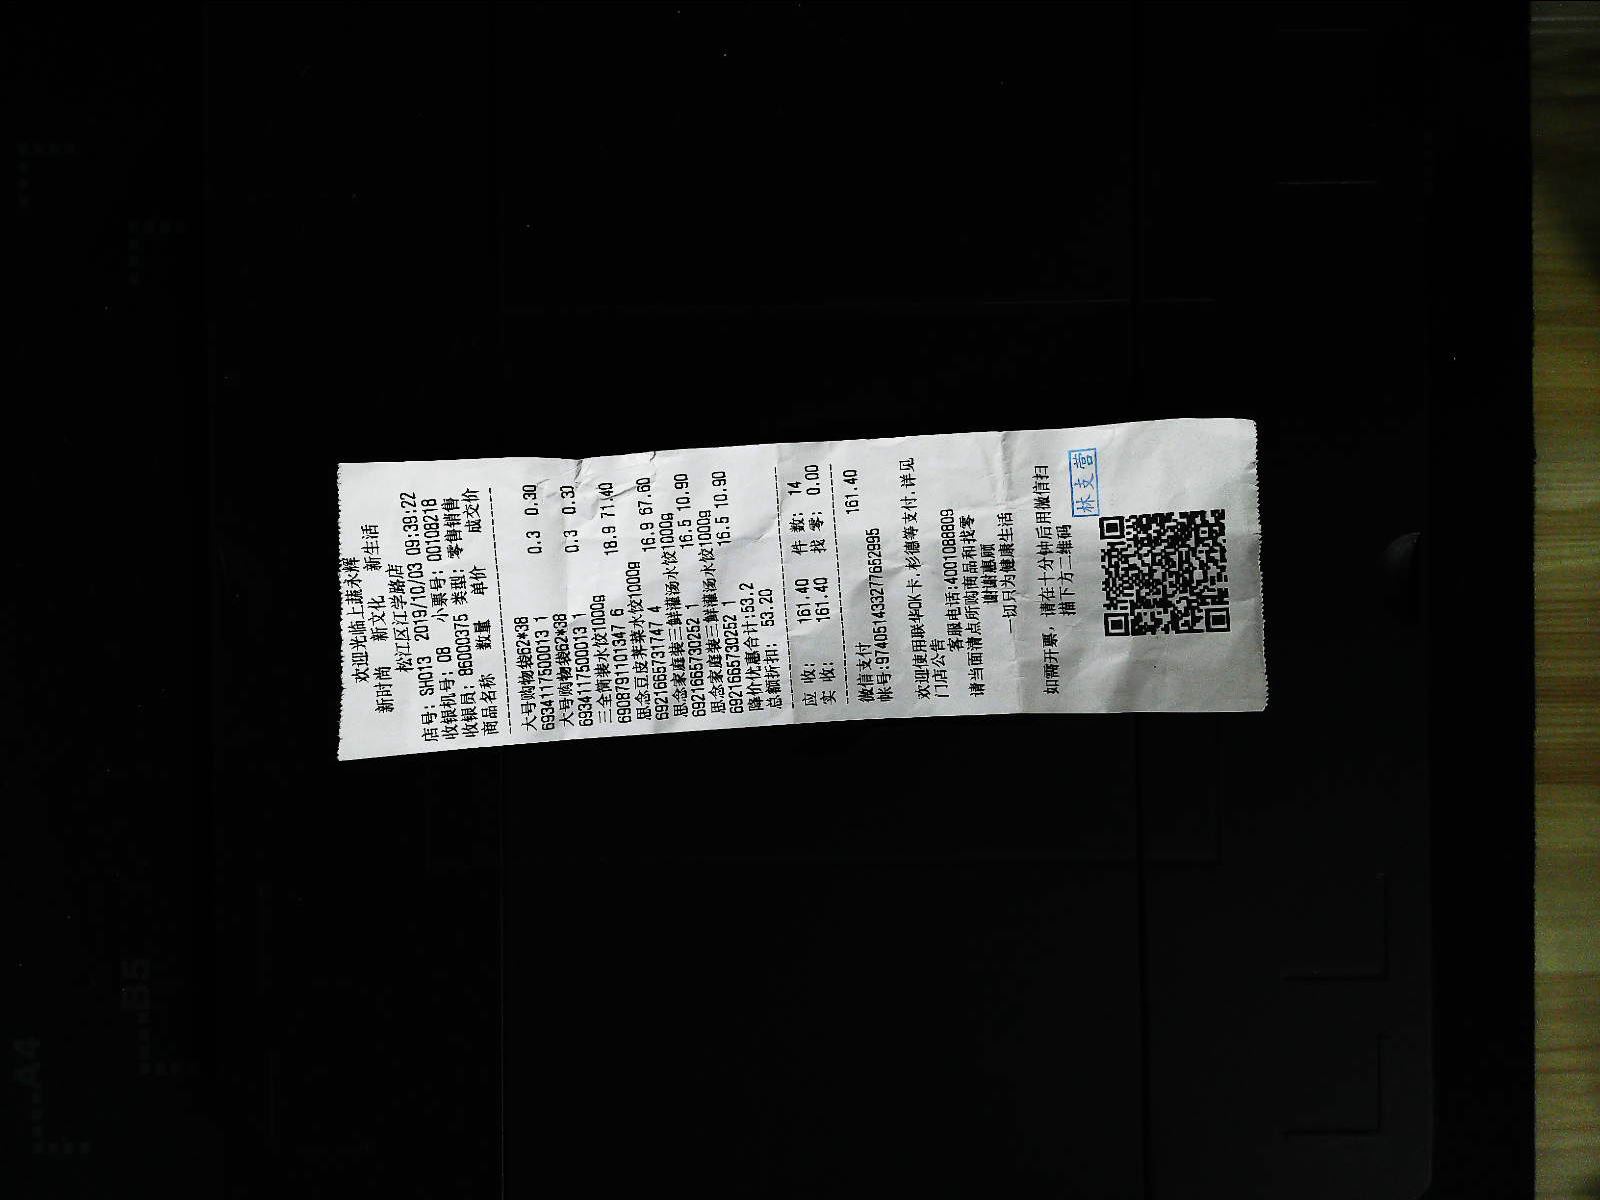 欢迎光临上蔬永辉
新时尚 新文化 新生活
松江区江学路店
店号: SH013 2019/10/03 09:39:22
收银机号: 08 小票号: 00108218
收银员: 86000375 类型: 零售销售
商品名称 数量 单价 成交价
大号购物袋62*38
6934117500013 1 0.3 0.30
大号购物袋62*38
6934117500013 1 0.3 0.30
三全简装水饺1000g
6908791101347 6 18.9 71.40
思念豆皮荠菜水饺1000g
6921665731747 4 16.9 67.60
思念家庭装三鲜灌汤水饺1000g
6921665730252 1 16.5 10.90
思念家庭装三鲜灌汤水饺1000g
6921665730252 1 16.5 10.90
降价优惠合计:53.2
总额折扣: 53.20
应 收: 161.40 件 数: 14
实 收: 161.40 找 零: 0.00
微信支付 161.40
帐号:9740514332776529​95
欢迎使用联华OK卡,杉德等支付,详见
门店公告
客服电话:4001088809
请当面清点所购商品和找零
谢谢惠顾
一切只为健康生活
如需开票, 请在十分钟后用微信扫
描下方二维码
林支营
A4
B5